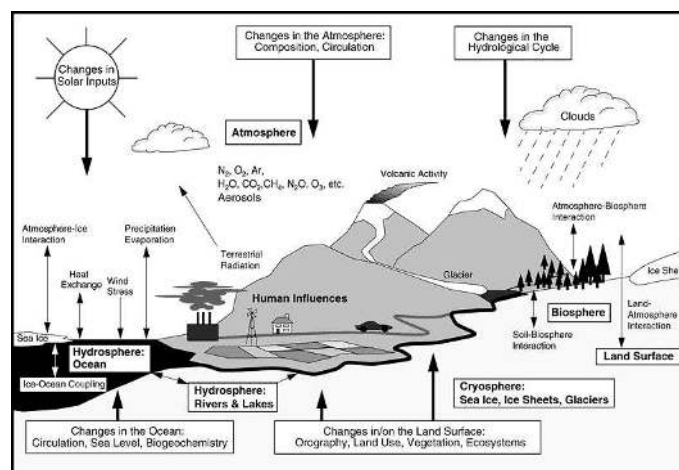 Changes in the Atmosphere:
Composition, Circulation
Changes in the
Hydrological Cycle
Changes in
Solar Inputs
Clouds
Atmosphere
N₂, O₂, Ar,
H₂O, CO₂,CH₄, N₂O, O₃, etc.
Aerosols
Volcanic Activity
Atmosphere-Ice
Interaction
Precipitation
Evaporation
Atmosphere-Biosphere
Interaction
Heat
Exchange
Wind
Stress
Terrestrial
Radiation
Glacier
Ice She
Human Influences
Biosphere
Land-
Atmosphere
Interaction
Soil-Biosphere
Interaction
Sea Ice
Hydrosphere:
Ocean
Land Surface
Ice-Ocean Coupling
Hydrosphere:
Rivers & Lakes
Cryosphere:
Sea Ice, Ice Sheets, Glaciers
Changes in the Ocean:
Circulation, Sea Level, Biogeochemistry
Changes in/on the Land Surface:
Orography, Land Use, Vegetation, Ecosystems